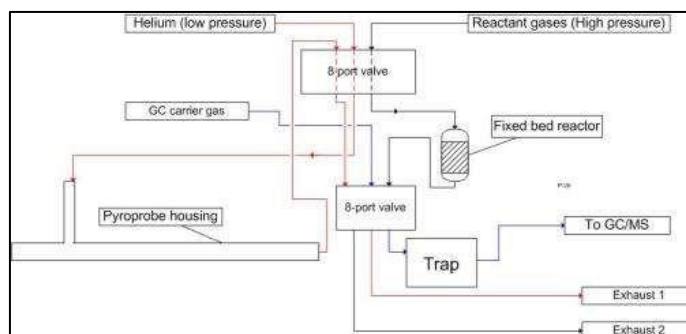 Helium (low pressure)
Reactant gases (High pressure)
8-port valve
GC carrier gas
Fixed bed reactor
Pyroprobe housing
8-port valve
To GC/MS
Trap
Exhaust 1
Exhaust 2